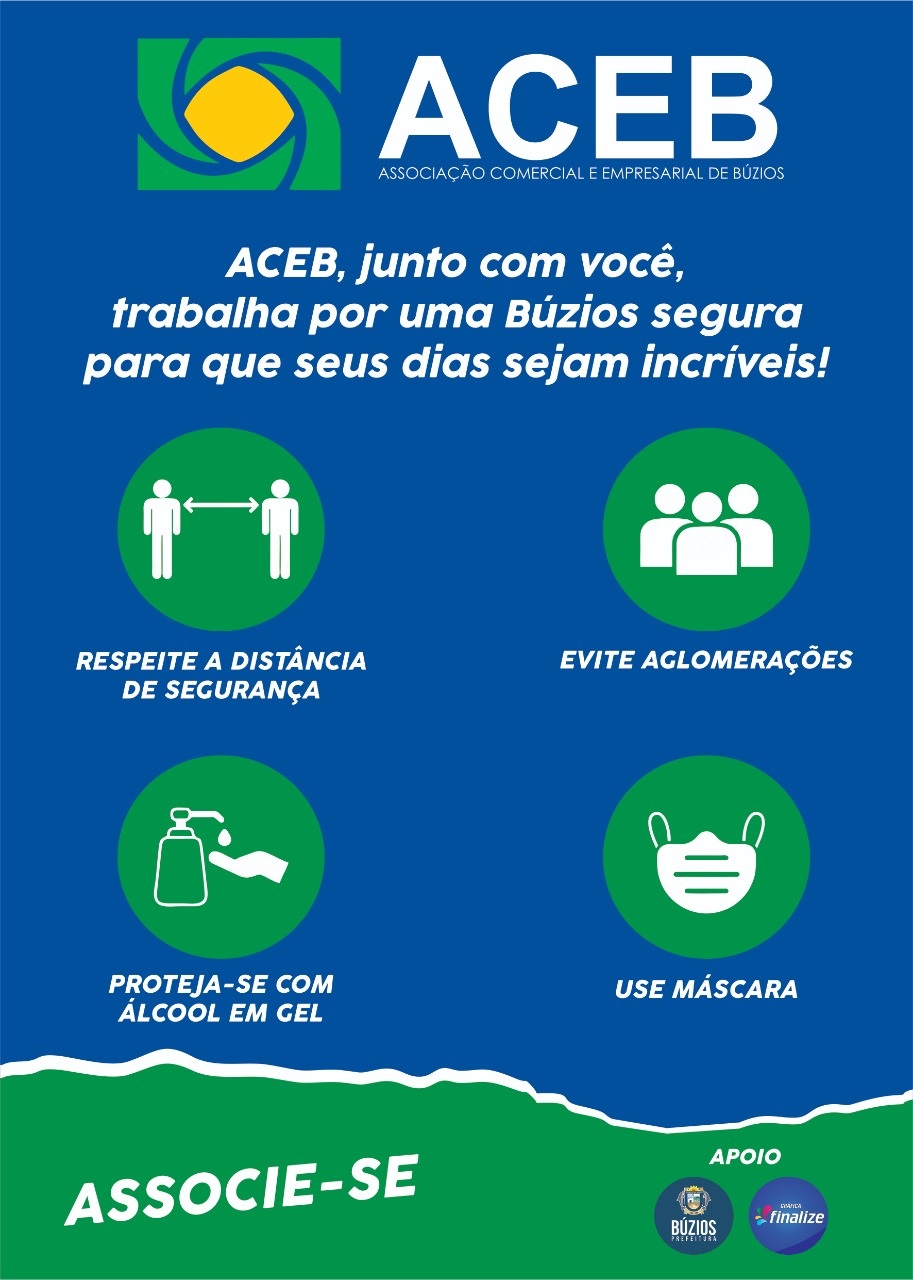 ACEB
ASSOCIAÇÃO COMERCIAL E EMPRESARIAL DE BÚZIOS
ACEB, junto com você,
trabalha por uma Búzios segura
para que seus dias sejam incríveis!
RESPEITE A DISTÂNCIA
DE SEGURANÇA
EVITE AGLOMERAÇÕES
PROTEJA-SE COM
ÁLCOOL EM GEL
USE MÁSCARA
ASSOCIE-SE
APOIO
BÚZIOS
PREFEITURA
GRÁFICA
finalize